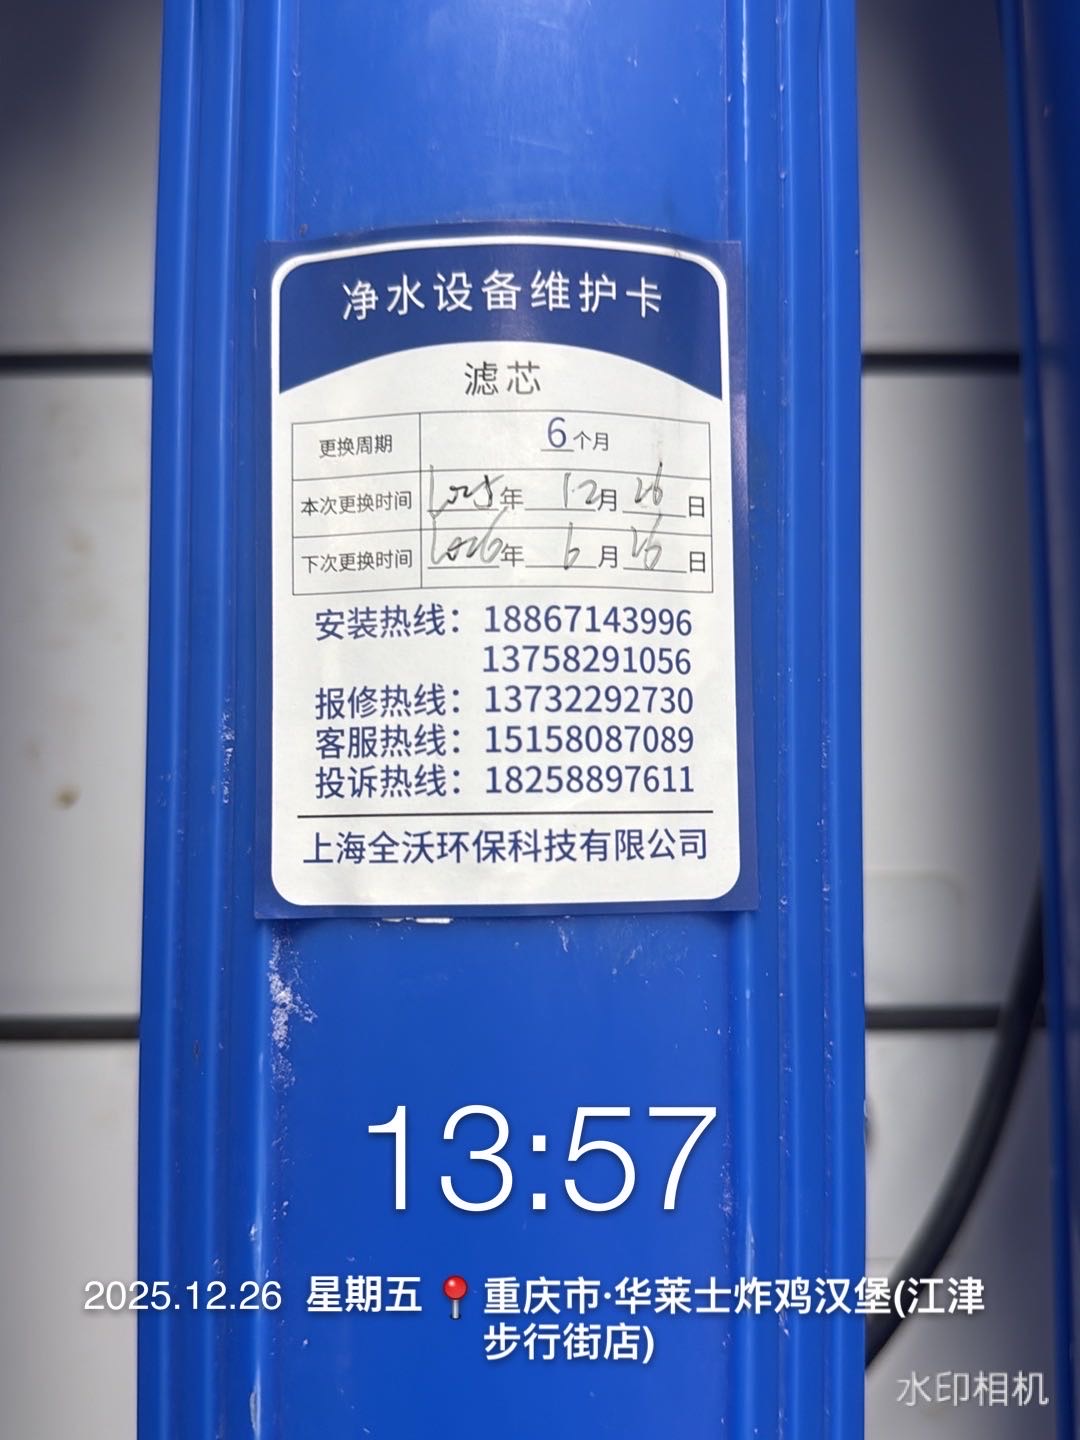 净水设备维护卡
滤芯
更换周期 6个月
本次更换时间 2025年 12月 26日
下次更换时间 2026年 6月 26日
安装热线：18867143996
13758291056
报修热线：13732292730
客服热线：15158087089
投诉热线：18258897611
上海全沃环保科技有限公司
13:57
2025.12.26 星期五 📍重庆市·华莱士炸鸡汉堡(江津
步行街店)
水印相机